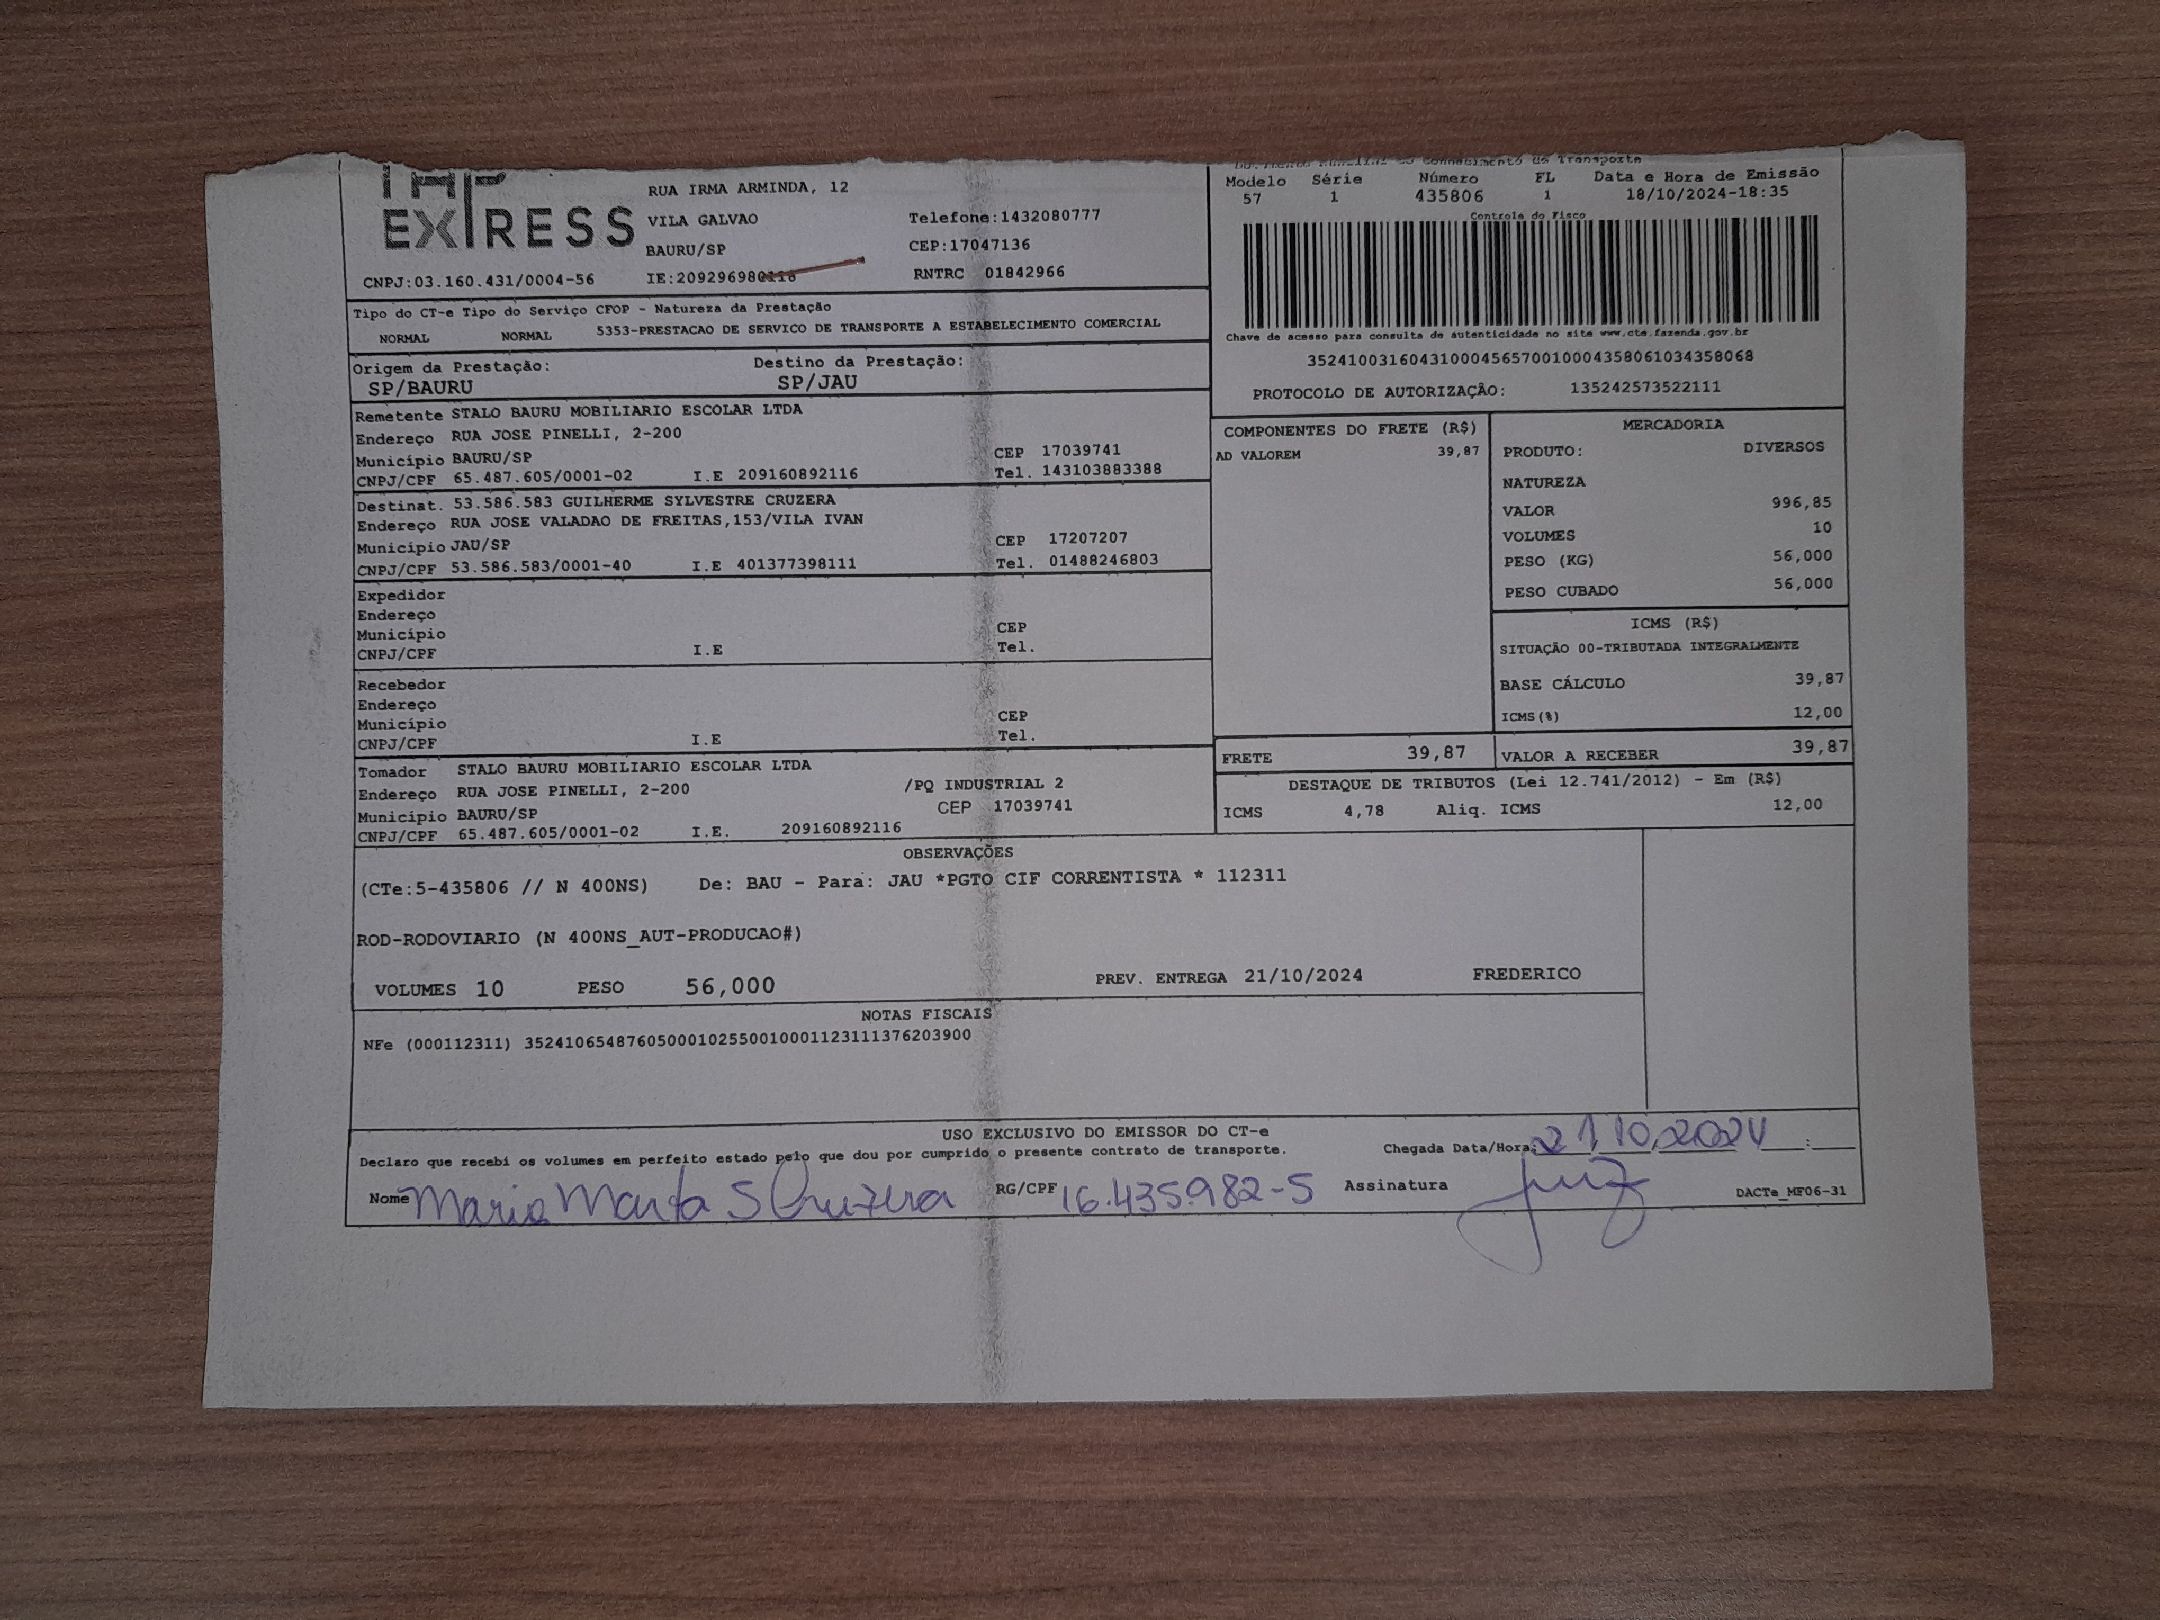 EXPRESS
RUA IRMA ARMINDA, 12
VILA GALVAO
Telefone:1432080777
BAURU/SP
CEP:17047136
CNPJ:03.160.431/0004-56
RNTRC 01842966
Conhecimento de Transporte
Modelo Série Número FL Data e Hora de Emissão
57 1 435806 1 18/10/2024-18:35
Controle do Fisco
Chave de acesso para consulta de autenticidade no site www.cte.fazenda.gov.br
35241003160431000456570010004358061034358068
PROTOCOLO DE AUTORIZAÇÃO: 135242573522111
Tipo do CT-e Tipo do Serviço CFOP - Natureza da Prestação
NORMAL NORMAL 5353-PRESTACAO DE SERVICO DE TRANSPORTE A ESTABELECIMENTO COMERCIAL
Origem da Prestação: Destino da Prestação:
SP/BAURU SP/JAU
Remetente STALO BAURU MOBILIARIO ESCOLAR LTDA
Endereço RUA JOSE PINELLI, 2-200
Município BAURU/SP CEP 17039741
CNPJ/CPF 65.487.605/0001-02 I.E 209160892116 Tel. 143103883388
Destinat. 53.586.583 GUILHERME SYLVESTRE CRUZERA
Endereço RUA JOSE VALADAO DE FREITAS,153/VILA IVAN
Município JAU/SP CEP 17207207
CNPJ/CPF 53.586.583/0001-40 I.E 401377398111 Tel. 01488246803
Expedidor
Endereço
Município CEP
CNPJ/CPF I.E Tel.
Recebedor
Endereço
Município CEP
CNPJ/CPF I.E Tel.
Tomador STALO BAURU MOBILIARIO ESCOLAR LTDA
Endereço RUA JOSE PINELLI, 2-200 /PQ INDUSTRIAL 2
Município BAURU/SP CEP 17039741
CNPJ/CPF 65.487.605/0001-02 I.E. 209160892116
COMPONENTES DO FRETE (R$)
AD VALOREM 39,87
MERCADORIA
PRODUTO: DIVERSOS
NATUREZA
VALOR 996,85
VOLUMES 10
PESO (KG) 56,000
PESO CUBADO 56,000
ICMS (R$)
SITUAÇÃO 00-TRIBUTADA INTEGRALMENTE
BASE CÁLCULO 39,87
ICMS(%) 12,00
FRETE 39,87 VALOR A RECEBER 39,87
DESTAQUE DE TRIBUTOS (Lei 12.741/2012) - Em (R$)
ICMS 4,78 Aliq. ICMS 12,00
OBSERVAÇÕES
(CTe:5-435806 // N 400NS) De: BAU - Para: JAU *PGTO CIF CORRENTISTA * 112311
ROD-RODOVIARIO (N 400NS_AUT-PRODUCAO#)
VOLUMES 10 PESO 56,000 PREV. ENTREGA 21/10/2024 FREDERICO
NOTAS FISCAIS
NFe (000112311) 35241065487605000102550010001123111376203900
USO EXCLUSIVO DO EMISSOR DO CT-e
Declaro que recebi os volumes em perfeito estado pelo que dou por cumprido o presente contrato de transporte.
Chegada Data/Hora: 21 10 2024 :
Nome Maria Marta S Cruzera RG/CPF 16.435.982-5 Assinatura
DACTe_MF06-31